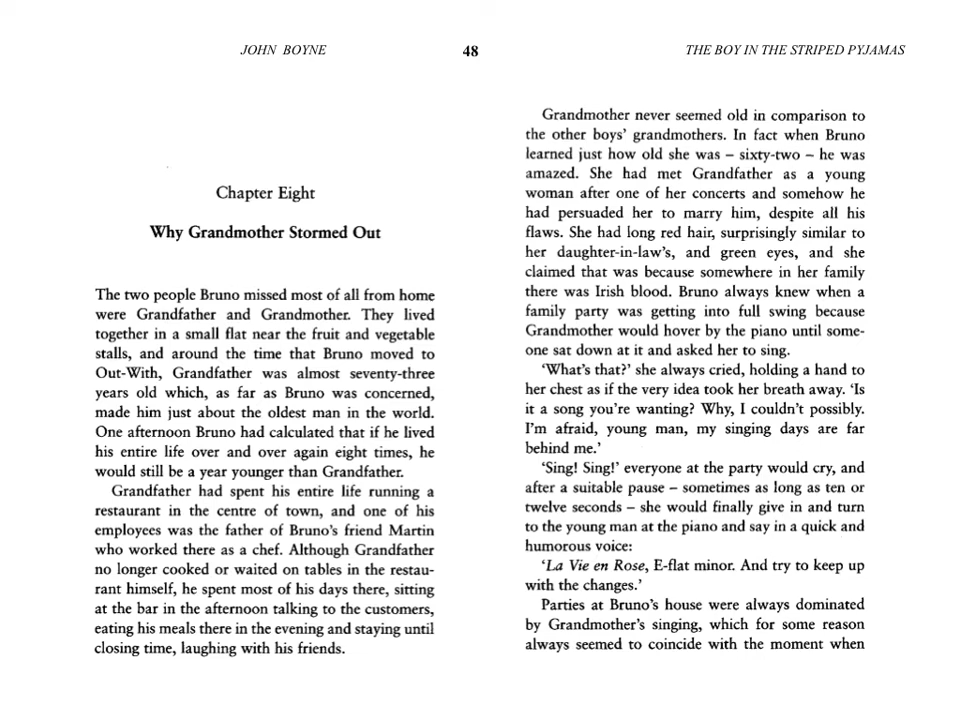 JOHN BOYNE
48
THE BOY IN THE STRIPED PYJAMAS
Chapter Eight
Why Grandmother Stormed Out
The two people Bruno missed most of all from home
were Grandfather and Grandmother. They lived
together in a small flat near the fruit and vegetable
stalls, and around the time that Bruno moved to
Out-With, Grandfather was almost seventy-three
years old which, as far as Bruno was concerned,
made him just about the oldest man in the world.
One afternoon Bruno had calculated that if he lived
his entire life over and over again eight times, he
would still be a year younger than Grandfather.
Grandfather had spent his entire life running a
restaurant in the centre of town, and one of his
employees was the father of Bruno's friend Martin
who worked there as a chef. Although Grandfather
no longer cooked or waited on tables in the restau-
rant himself, he spent most of his days there, sitting
at the bar in the afternoon talking to the customers,
eating his meals there in the evening and staying until
closing time, laughing with his friends.
Grandmother never seemed old in comparison to
the other boys' grandmothers. In fact when Bruno
learned just how old she was – sixty-two – he was
amazed. She had met Grandfather as a young
woman after one of her concerts and somehow he
had persuaded her to marry him, despite all his
flaws. She had long red hair, surprisingly similar to
her daughter-in-law's, and green eyes, and she
claimed that was because somewhere in her family
there was Irish blood. Bruno always knew when a
family party was getting into full swing because
Grandmother would hover by the piano until some-
one sat down at it and asked her to sing.
'What's that?' she always cried, holding a hand to
her chest as if the very idea took her breath away. 'Is
it a song you're wanting? Why, I couldn't possibly.
I'm afraid, young man, my singing days are far
behind me.'
'Sing! Sing!' everyone at the party would cry, and
after a suitable pause – sometimes as long as ten or
twelve seconds – she would finally give in and turn
to the young man at the piano and say in a quick and
humorous voice:
'La Vie en Rose, E-flat minor. And try to keep up
with the changes.'
Parties at Bruno's house were always dominated
by Grandmother's singing, which for some reason
always seemed to coincide with the moment when